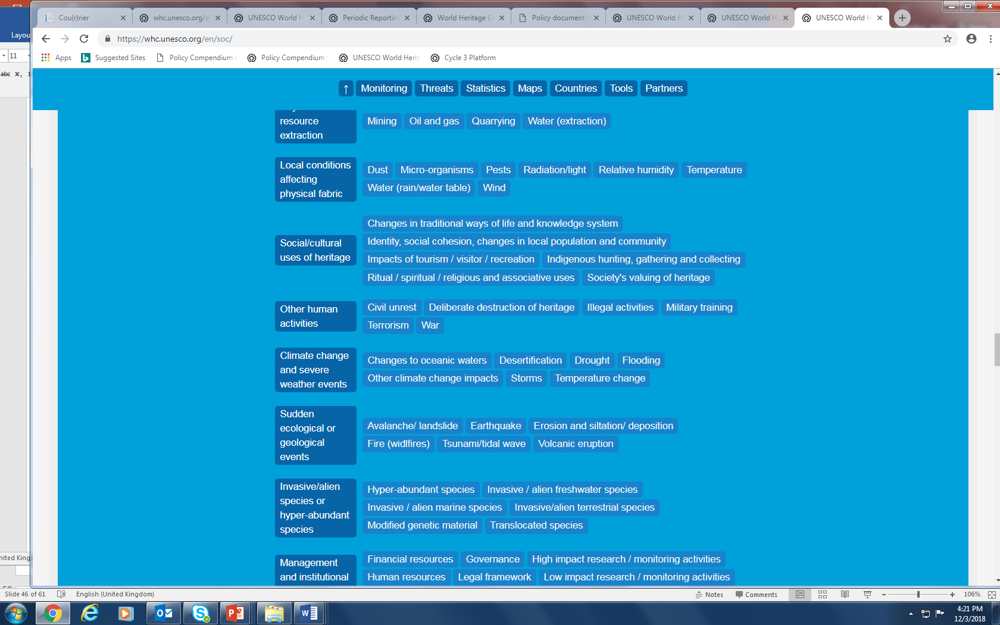 Cou(r)rier
whc.unesco.org/e
UNESCO World H
Periodic Reporting
World Heritage C
Policy document
UNESCO World H
UNESCO World H
UNESCO World H
Layou
https://whc.unesco.org/en/soc/
11
Apps
Suggested Sites
Policy Compendium
Policy Compendium
UNESCO World Herit
Cycle 3 Platform
abc X₂
↑ Monitoring Threats Statistics Maps Countries Tools Partners
resource
extraction
Mining Oil and gas Quarrying Water (extraction)
Local conditions
affecting
physical fabric
Dust Micro-organisms Pests Radiation/light Relative humidity Temperature
Water (rain/water table) Wind
Social/cultural
uses of heritage
Changes in traditional ways of life and knowledge system
Identity, social cohesion, changes in local population and community
Impacts of tourism / visitor / recreation Indigenous hunting, gathering and collecting
Ritual / spiritual / religious and associative uses Society's valuing of heritage
Other human
activities
Civil unrest Deliberate destruction of heritage Illegal activities Military training
Terrorism War
Climate change
and severe
weather events
Changes to oceanic waters Desertification Drought Flooding
Other climate change impacts Storms Temperature change
Sudden
ecological or
geological
events
Avalanche/ landslide Earthquake Erosion and siltation/ deposition
Fire (widlfires) Tsunami/tidal wave Volcanic eruption
Invasive/alien
species or
hyper-abundant
species
Hyper-abundant species Invasive / alien freshwater species
Invasive / alien marine species Invasive/alien terrestrial species
Modified genetic material Translocated species
Management
and institutional
Financial resources Governance High impact research / monitoring activities
Human resources Legal framework Low impact research / monitoring activities
nited King
Slide 46 of 61
English (United Kingdom)
Notes
Comments
106%
4:21 PM
12/3/2018